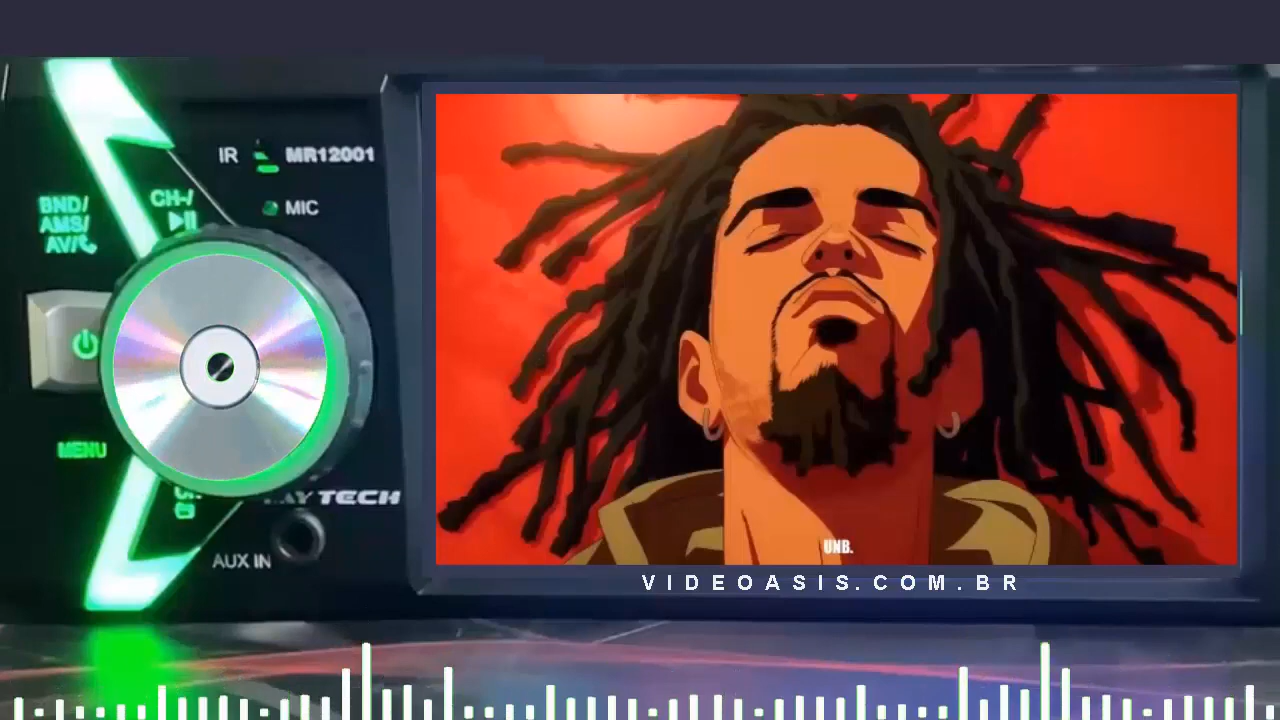 IR MR12001
CH-/
BND/
AMS/
AV/
MIC
MENU
TECH
AUX IN
UNB.
VIDEOASIS.COM.BR